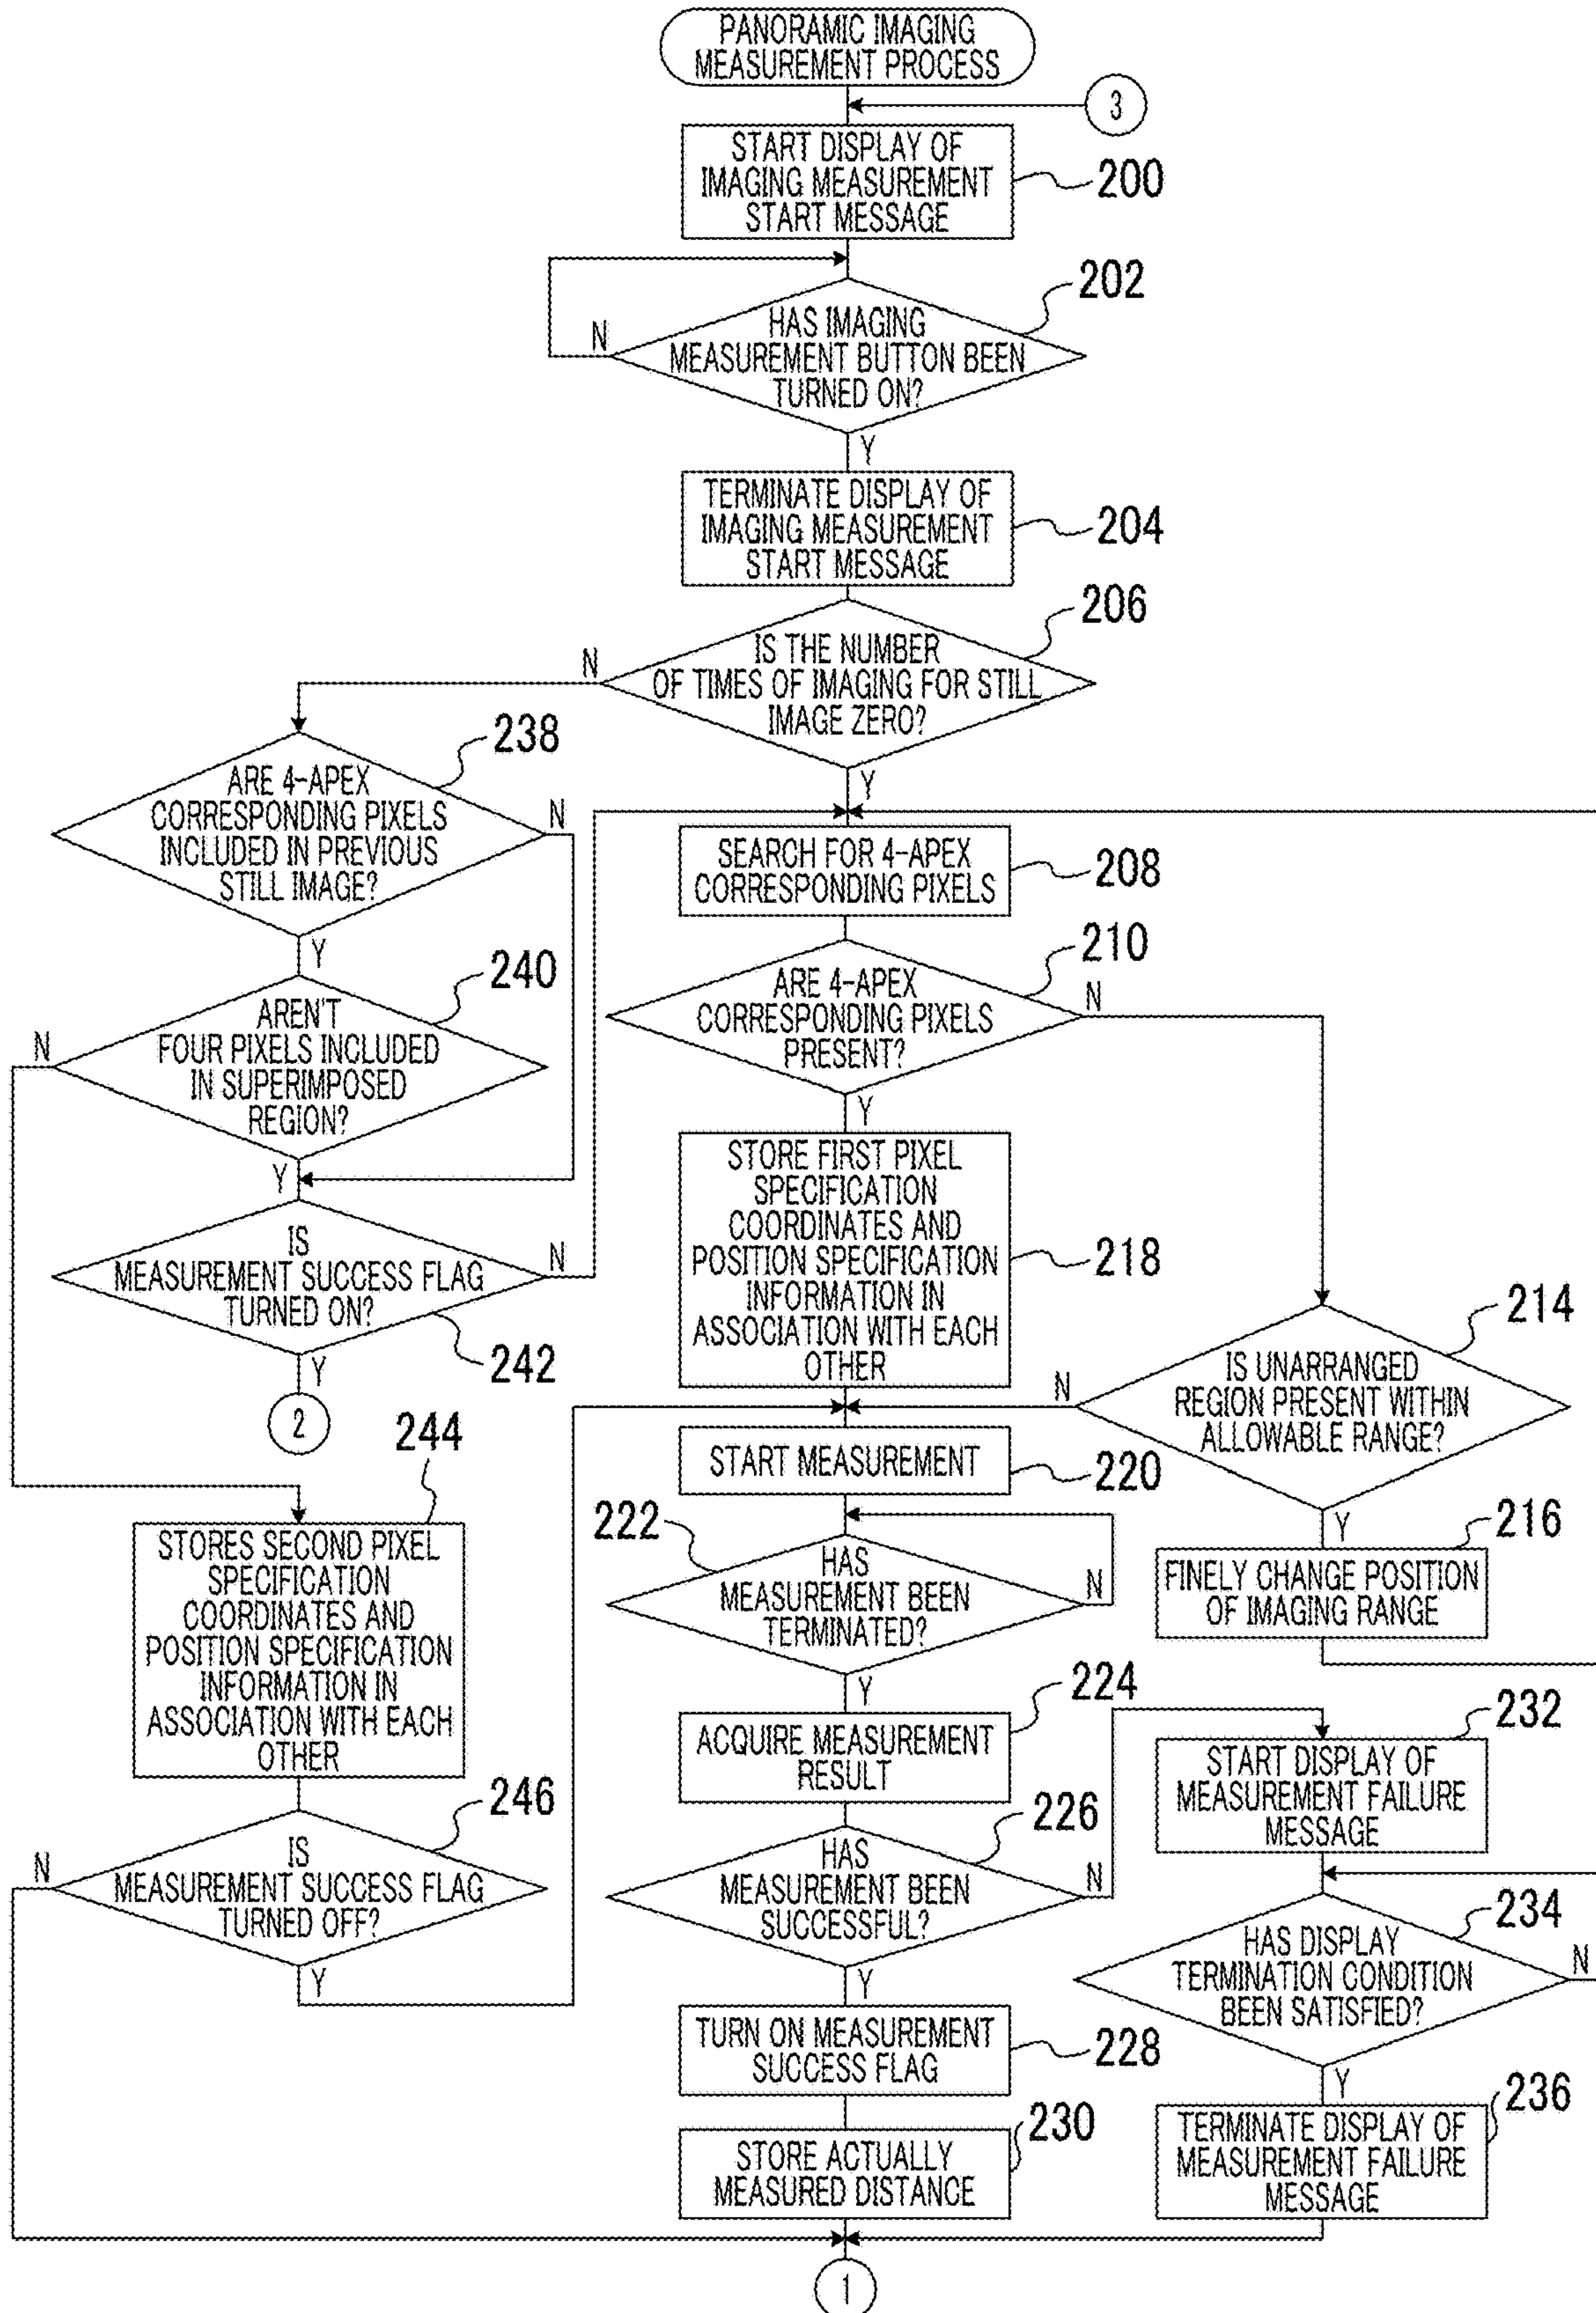 PANORAMIC IMAGING
MEASUREMENT PROCESS
3
START DISPLAY OF
IMAGING MEASUREMENT
START MESSAGE
200
202
HAS IMAGING
MEASUREMENT BUTTON BEEN
TURNED ON?
N
Y
TERMINATE DISPLAY OF
IMAGING MEASUREMENT
START MESSAGE
204
206
IS THE NUMBER
OF TIMES OF IMAGING FOR STILL
IMAGE ZERO?
N
Y
238
ARE 4-APEX
CORRESPONDING PIXELS
INCLUDED IN PREVIOUS
STILL IMAGE?
N
Y
240
AREN'T
FOUR PIXELS INCLUDED
IN SUPERIMPOSED
REGION?
N
Y
IS
MEASUREMENT SUCCESS FLAG
TURNED ON?
N
242
Y
2
244
STORES SECOND PIXEL
SPECIFICATION
COORDINATES AND
POSITION SPECIFICATION
INFORMATION IN
ASSOCIATION WITH EACH
OTHER
246
IS
MEASUREMENT SUCCESS FLAG
TURNED OFF?
N
Y
SEARCH FOR 4-APEX
CORRESPONDING PIXELS
208
210
ARE 4-APEX
CORRESPONDING PIXELS
PRESENT?
N
Y
STORE FIRST PIXEL
SPECIFICATION
COORDINATES AND
POSITION SPECIFICATION
INFORMATION IN
ASSOCIATION WITH EACH
OTHER
218
214
IS UNARRANGED
REGION PRESENT WITHIN
ALLOWABLE RANGE?
N
Y
216
FINELY CHANGE POSITION
OF IMAGING RANGE
START MEASUREMENT
220
222
HAS
MEASUREMENT BEEN
TERMINATED?
N
Y
224
ACQUIRE MEASUREMENT
RESULT
226
HAS
MEASUREMENT BEEN
SUCCESSFUL?
N
Y
TURN ON MEASUREMENT
SUCCESS FLAG
228
230
STORE ACTUALLY
MEASURED DISTANCE
232
START DISPLAY OF
MEASUREMENT FAILURE
MESSAGE
234
HAS DISPLAY
TERMINATION CONDITION
BEEN SATISFIED?
N
Y
236
TERMINATE DISPLAY OF
MEASUREMENT FAILURE
MESSAGE
1